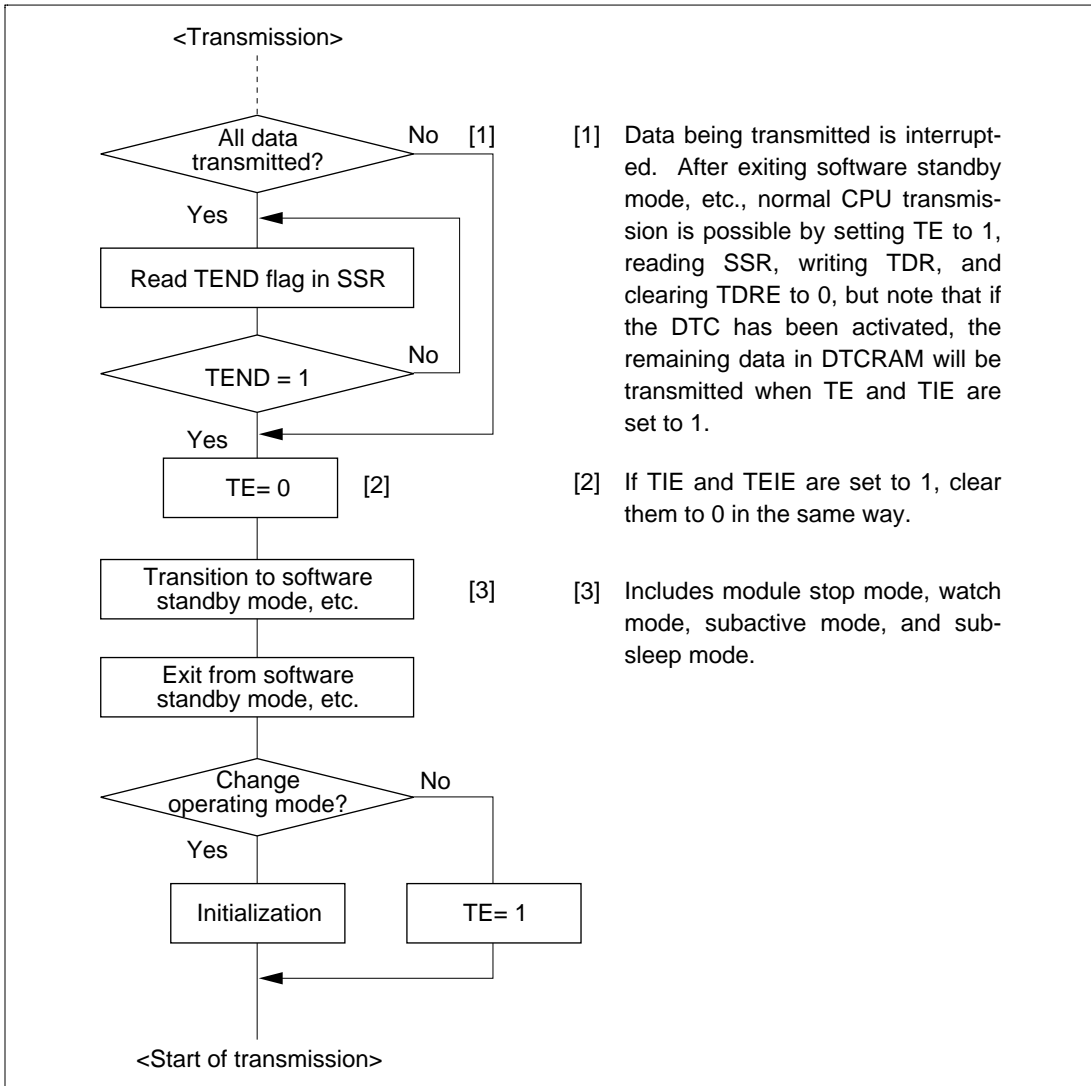 <Transmission>
All data
transmitted?
No [1]
Yes
Read TEND flag in SSR
TEND = 1
No
Yes
TE= 0 [2]
Transition to software
standby mode, etc.
[3]
Exit from software
standby mode, etc.
Change
operating mode?
No
Yes
Initialization
TE= 1
<Start of transmission>
[1] Data being transmitted is interrupt-
ed. After exiting software standby
mode, etc., normal CPU transmis-
sion is possible by setting TE to 1,
reading SSR, writing TDR, and
clearing TDRE to 0, but note that if
the DTC has been activated, the
remaining data in DTCRAM will be
transmitted when TE and TIE are
set to 1.
[2] If TIE and TEIE are set to 1, clear
them to 0 in the same way.
[3] Includes module stop mode, watch
mode, subactive mode, and sub-
sleep mode.